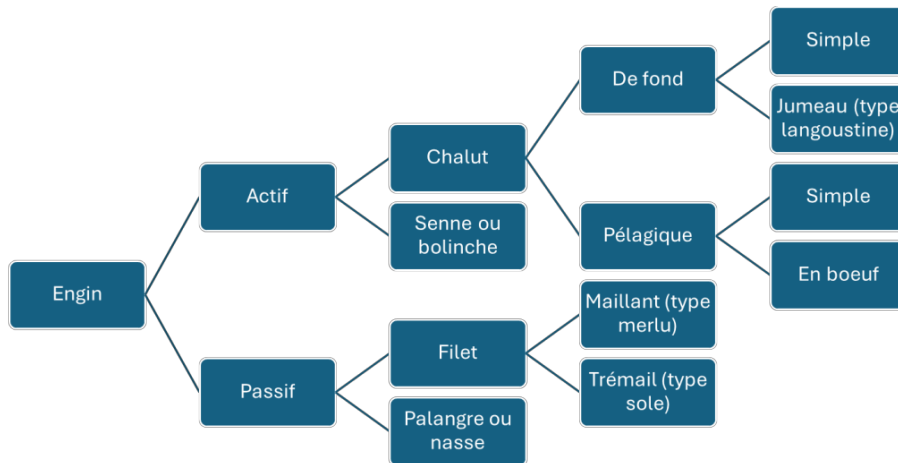 Engin
Actif
Passif
Chalut
Senne ou
bolinche
Filet
Palangre ou
nasse
De fond
Pélagique
Maillant (type
merlu)
Trémail (type
sole)
Simple
Jumeau (type
langoustine)
Simple
En boeuf